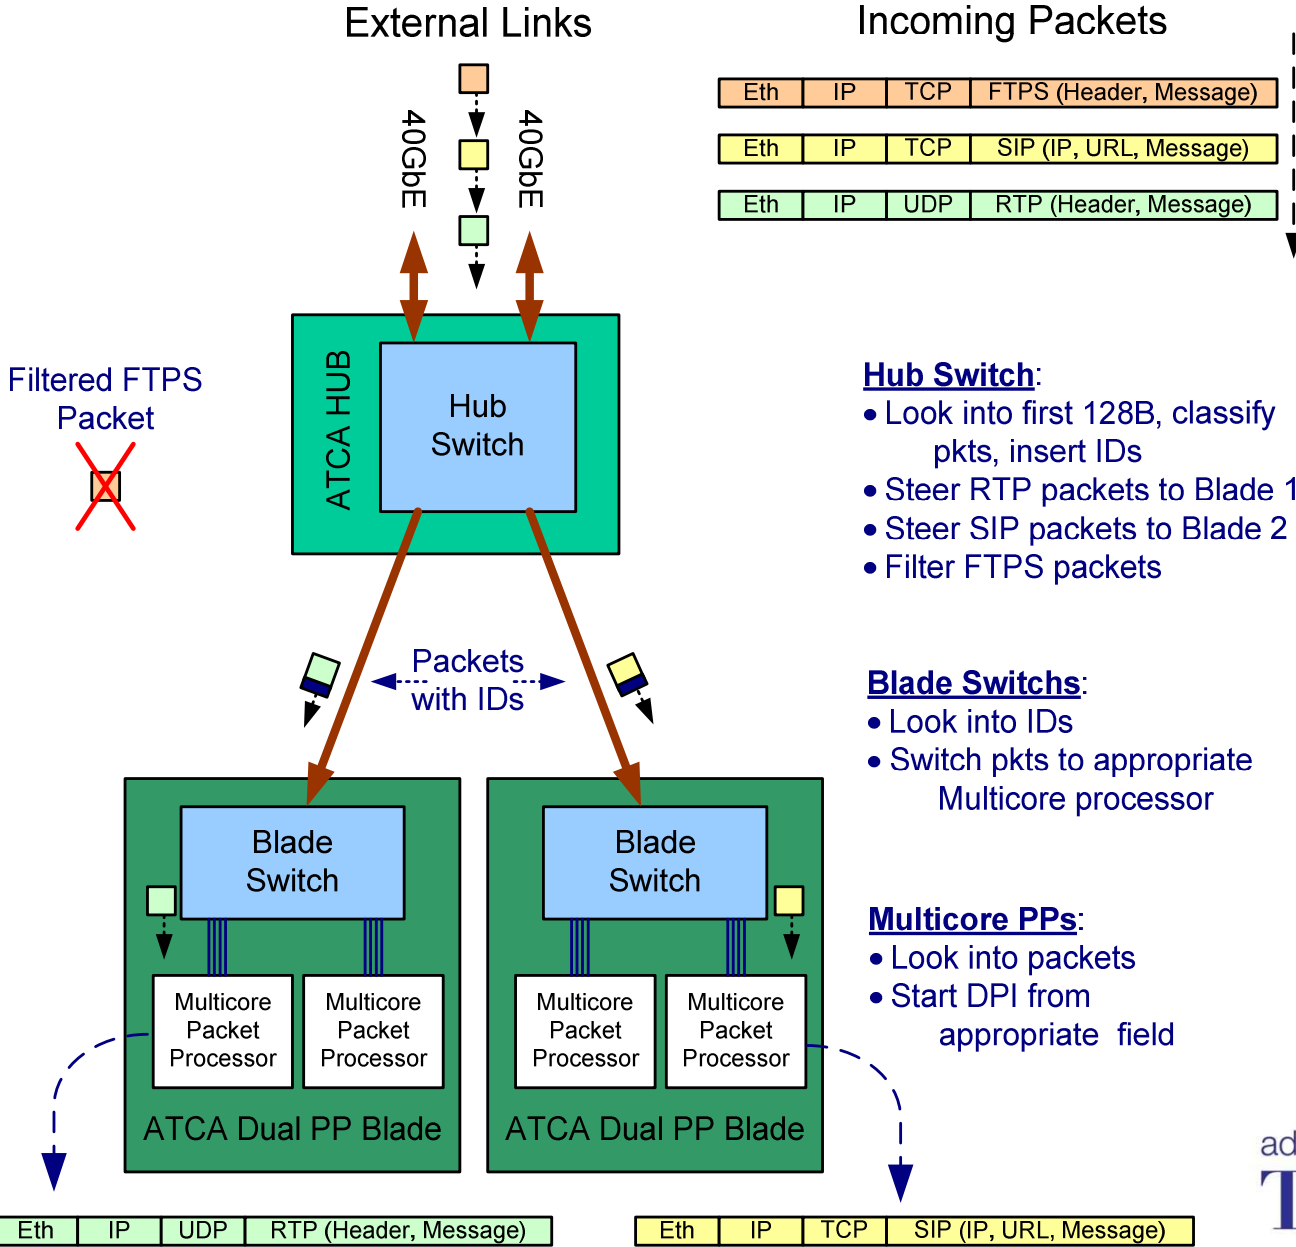 External Links
Incoming Packets
Eth IP TCP FTPS (Header, Message)
Eth IP TCP SIP (IP, URL, Message)
Eth IP UDP RTP (Header, Message)
40GbE
40GbE
Filtered FTPS
Packet
ATCA HUB
Hub
Switch
Hub Switch:
• Look into first 128B, classify
pkts, insert IDs
• Steer RTP packets to Blade 1
• Steer SIP packets to Blade 2
• Filter FTPS packets
Packets
with IDs
Blade Switchs:
• Look into IDs
• Switch pkts to appropriate
Multicore processor
Blade
Switch
Blade
Switch
Multicore PPs:
• Look into packets
• Start DPI from
appropriate field
Multicore
Packet
Processor
Multicore
Packet
Processor
Multicore
Packet
Processor
Multicore
Packet
Processor
ATCA Dual PP Blade
ATCA Dual PP Blade
Eth IP UDP RTP (Header, Message)
Eth IP TCP SIP (IP, URL, Message)